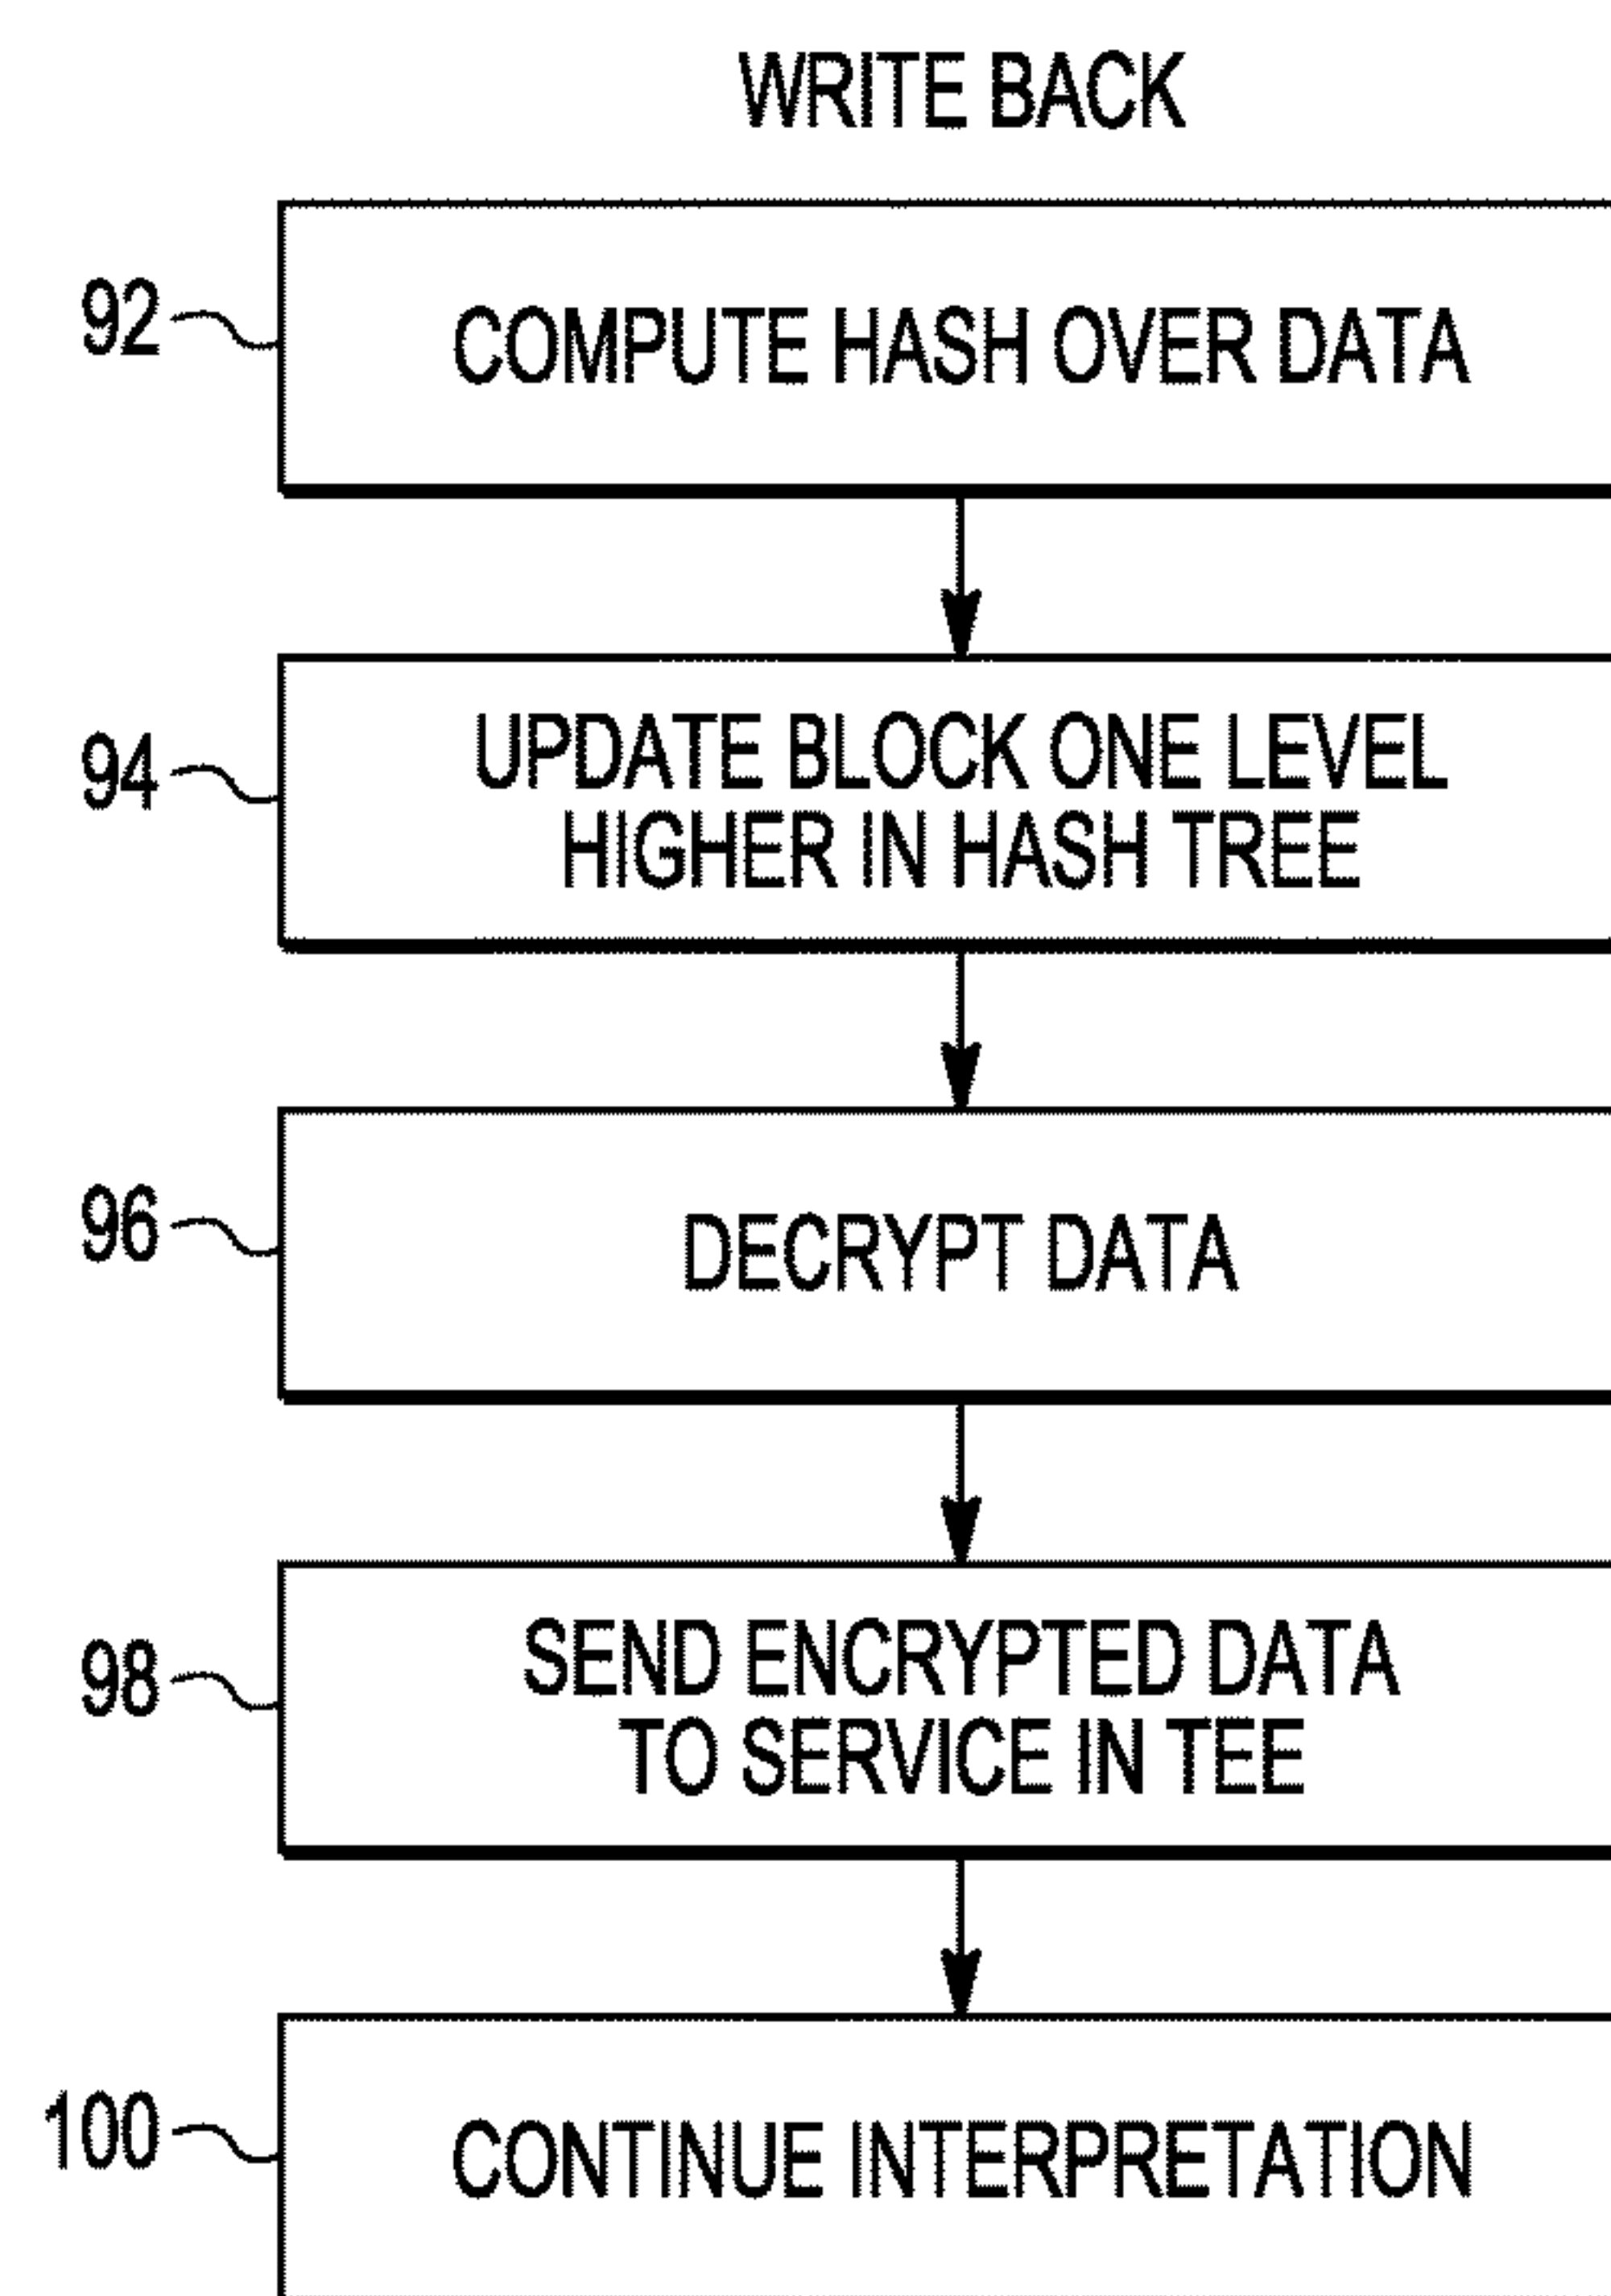 WRITE BACK
92
COMPUTE HASH OVER DATA
94
UPDATE BLOCK ONE LEVEL
HIGHER IN HASH TREE
96
DECRYPT DATA
98
SEND ENCRYPTED DATA
TO SERVICE IN TEE
100
CONTINUE INTERPRETATION